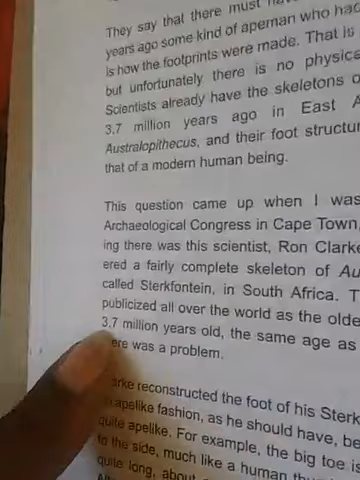 They say that there must
years ago some kind of apeman who had
is how the footprints were made. That is
but unfortunately there is no physica
Scientists already have the skeletons o
3.7 million years ago in East A
Australopithecus, and their foot structu
that of a modern human being.
This question came up when I was
Archaeological Congress in Cape Town,
ing there was this scientist, Ron Clarke
ered a fairly complete skeleton of Au
called Sterkfontein, in South Africa. T
publicized all over the world as the olde
3.7 million years old, the same age as
ere was a problem.
arke reconstructed the foot of his Sterk
apelike fashion, as he should have, be
quite apelike. For example, the big toe is
to the side, much like a human thu
quite long, about